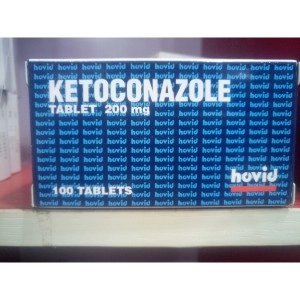 KETOCONAZOLE
TABLET 200 mg
100 TABLETS
hovid